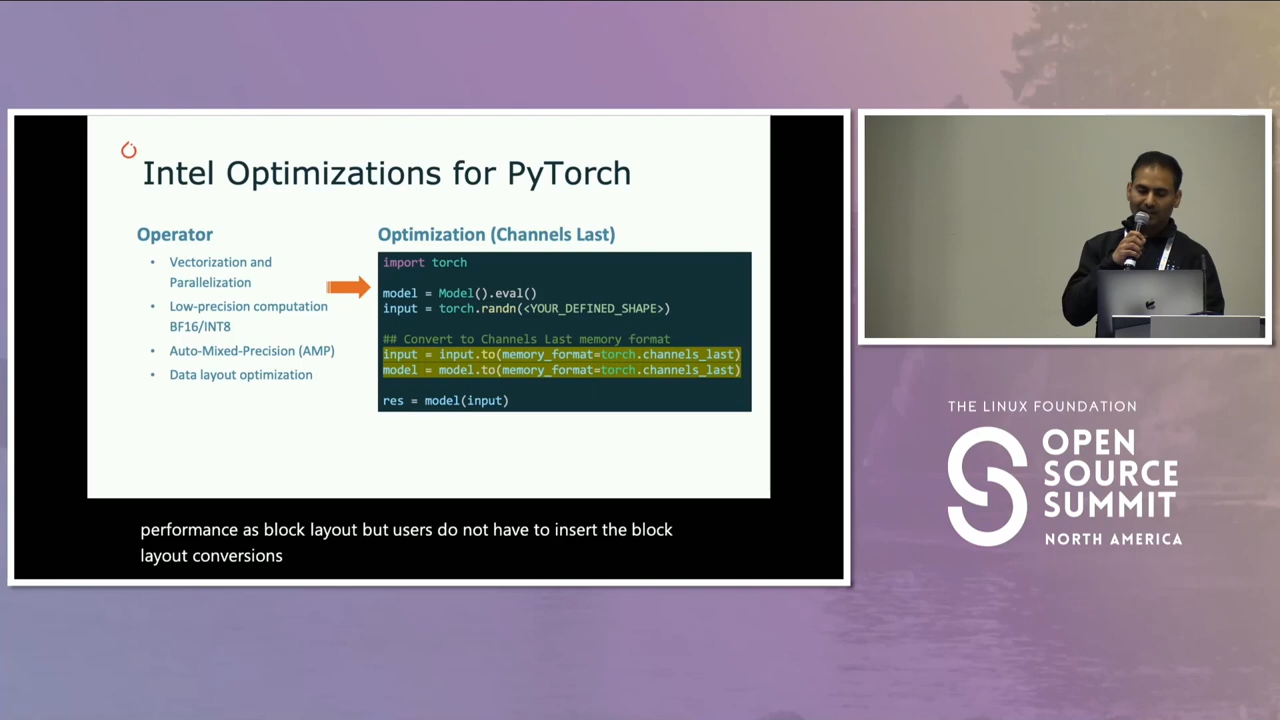 Intel Optimizations for PyTorch
Operator
• Vectorization and
Parallelization
• Low-precision computation
BF16/INT8
• Auto-Mixed-Precision (AMP)
• Data layout optimization
Optimization (Channels Last)
import torch
model = Model().eval()
input = torch.randn(<YOUR_DEFINED_SHAPE>)
## Convert to Channels Last memory format
input = input.to(memory_format=torch.channels_last)
model = model.to(memory_format=torch.channels_last)
res = model(input)
performance as block layout but users do not have to insert the block
layout conversions
THE LINUX FOUNDATION
OPEN
SOURCE
SUMMIT
NORTH AMERICA